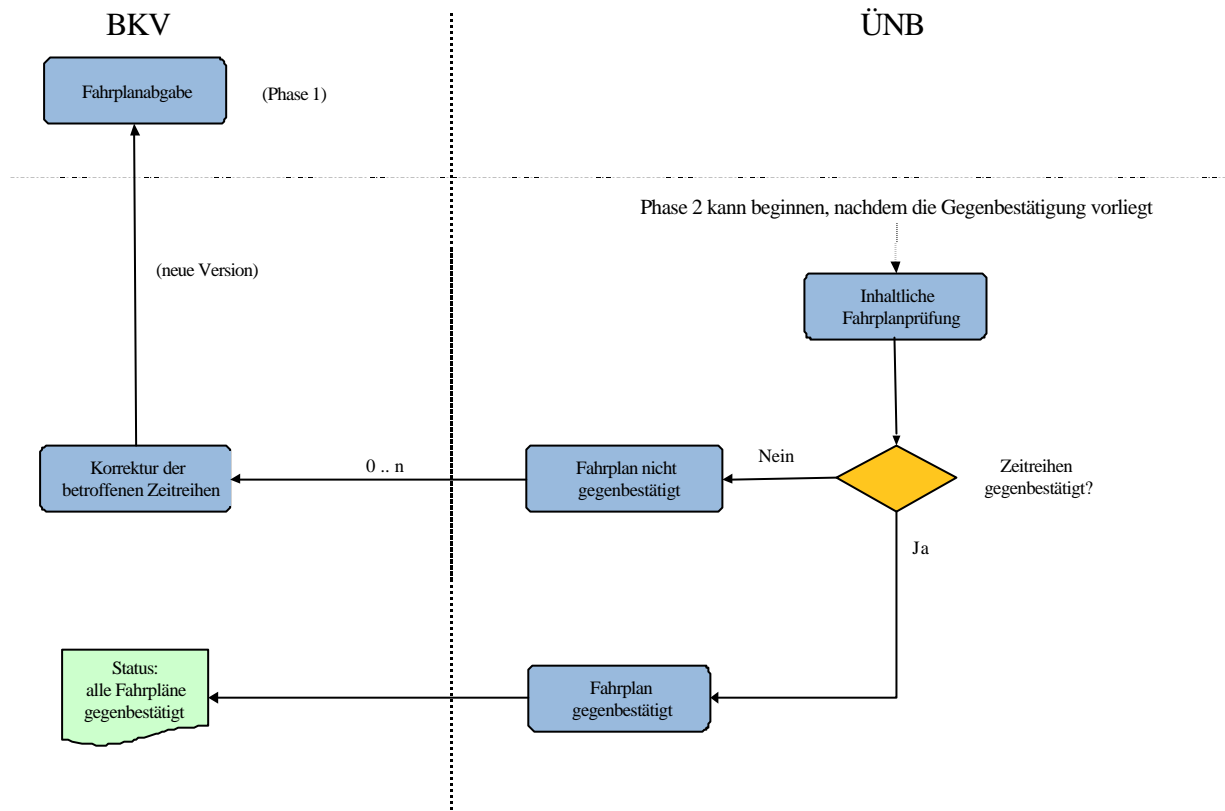 BKV
ÜNB
Fahrplanabgabe
(Phase 1)
Phase 2 kann beginnen, nachdem die Gegenbestätigung vorliegt
(neue Version)
Inhaltliche
Fahrplanprüfung
Korrektur der
betroffenen Zeitreihen
0 .. n
Fahrplan nicht
gegenbestätigt
Nein
Zeitreihen
gegenbestätigt?
Ja
Status:
alle Fahrpläne
gegenbestätigt
Fahrplan
gegenbestätigt